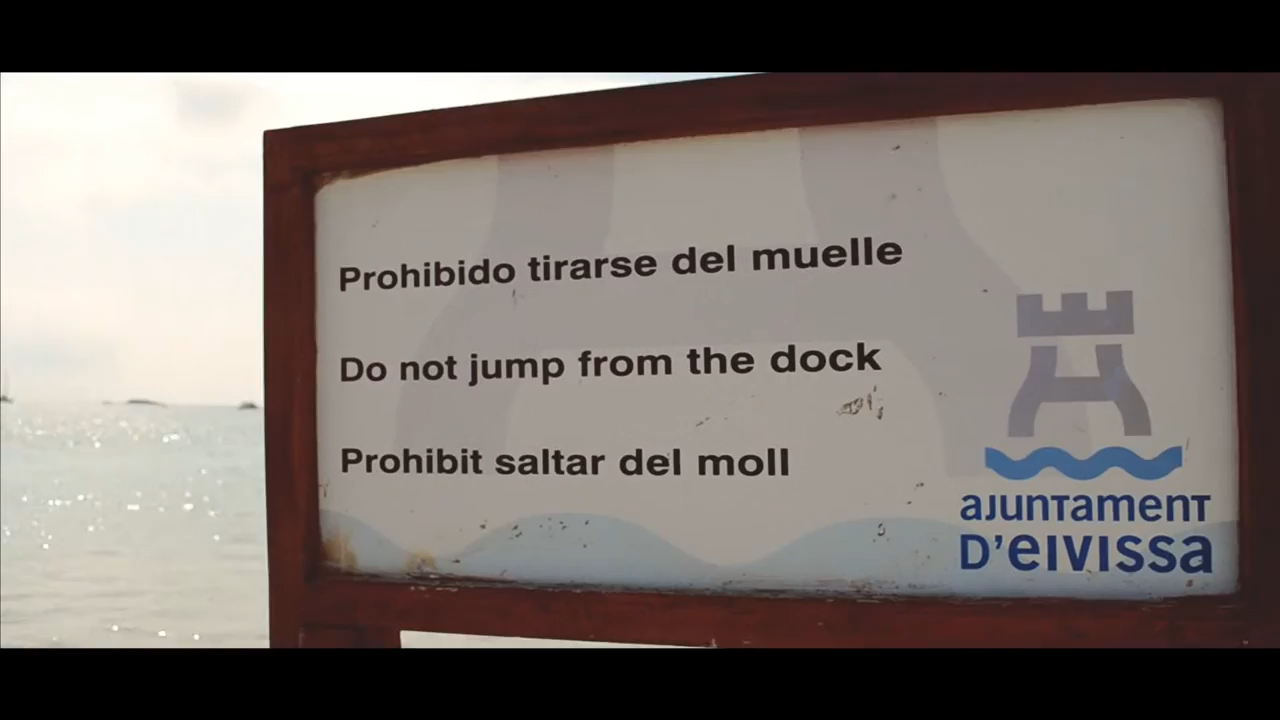 Prohibido tirarse del muelle
Do not jump from the dock
Prohibit saltar del moll
ajuntament
D'eivissa